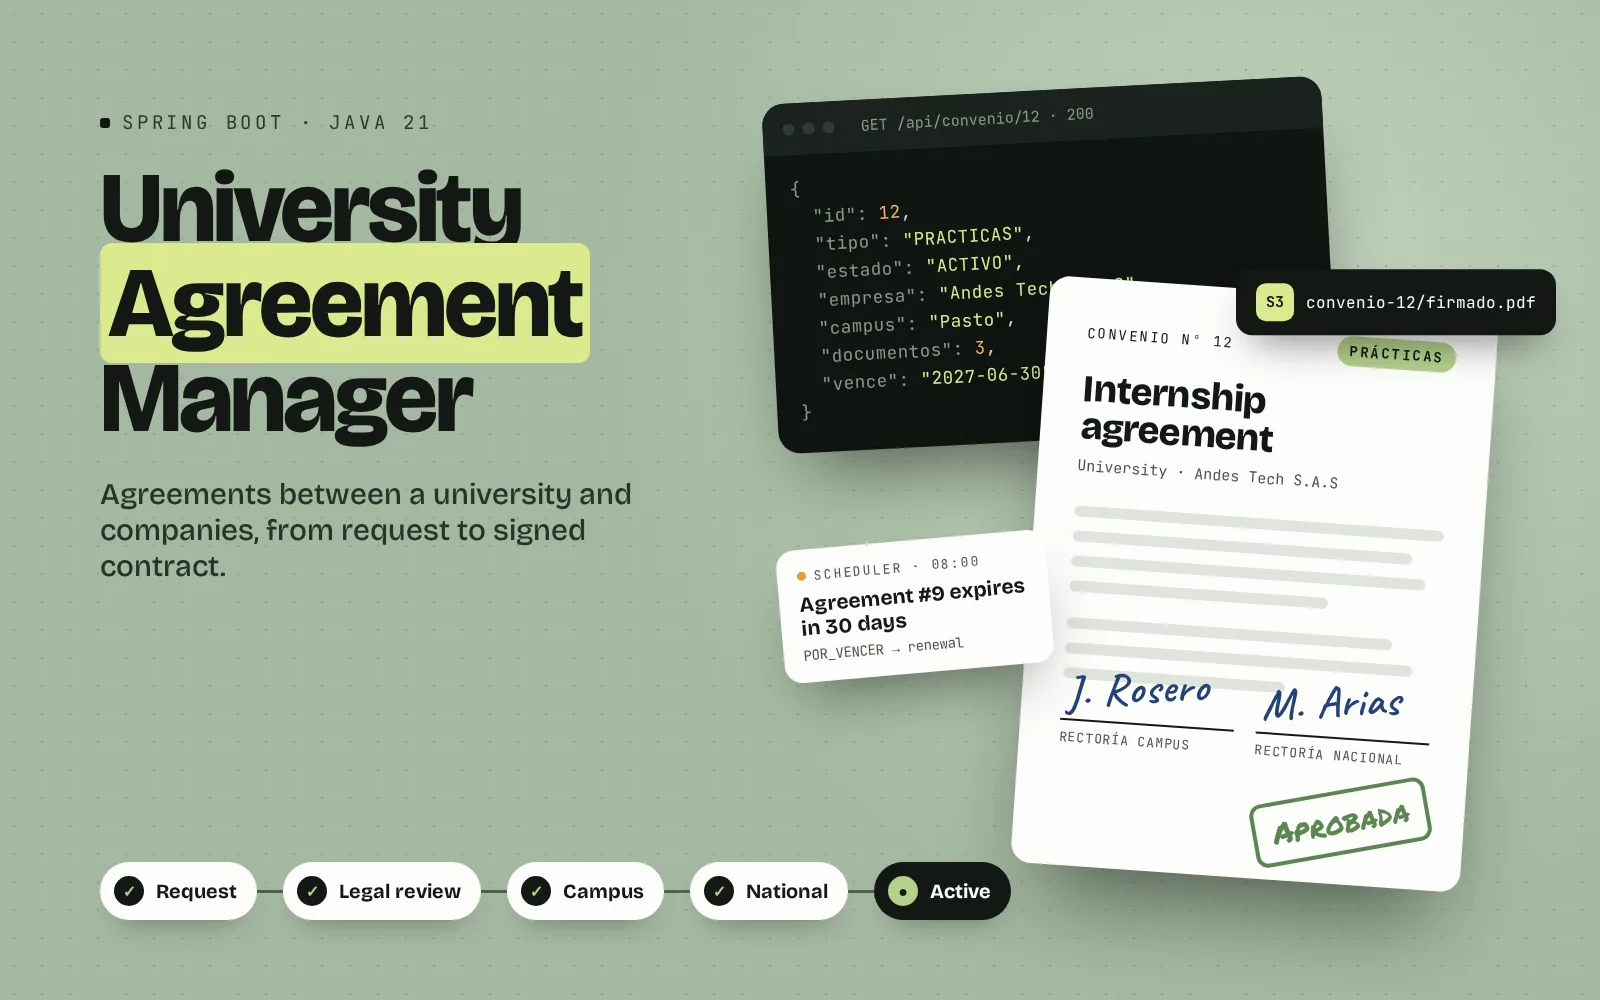 SPRING BOOT · JAVA 21
University
Agreement
Manager
Agreements between a university and
companies, from request to signed
contract.
GET /api/convenio/12 · 200
{
"id": 12,
"tipo": "PRACTICAS",
"estado": "ACTIVO",
"empresa": "Andes Tech
"campus": "Pasto",
"documentos": 3,
"vence": "2027-06-30
}
S3 convenio-12/firmado.pdf
CONVENIO N° 12
PRÁCTICAS
Internship
agreement
University · Andes Tech S.A.S
SCHEDULER · 08:00
Agreement #9 expires
in 30 days
POR_VENCER → renewal
J. Rosero
RECTORÍA CAMPUS
M. Arias
RECTORÍA NACIONAL
APROBADA
✓ Request ✓ Legal review ✓ Campus ✓ National Active